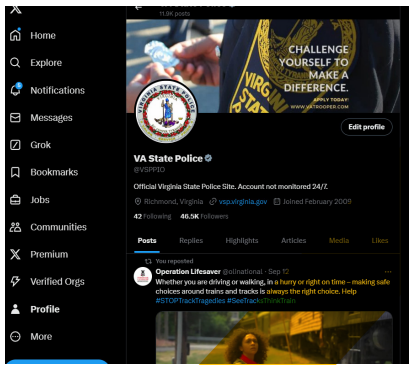 11.9K posts
Home
Explore
Notifications
Messages
Grok
Bookmarks
Jobs
Communities
Premium
Verified Orgs
Profile
More
CHALLENGE
YOURSELF TO
MAKE A
DIFFERENCE.
APPLY TODAY!
WWW.VATROOPER.COM
VIRGINIA STATE POLICE
Edit profile
VA State Police
@VSPPIO
Official Virginia State Police Site. Account not monitored 24/7.
Richmond, Virginia vsp.virginia.gov Joined February 2009
42 Following 46.5K Followers
Posts Replies Highlights Articles Media Likes
You reposted
Operation Lifesaver @olinational · Sep 12
Whether you are driving or walking, in a hurry or right on time – making safe
choices around trains and tracks is always the right choice. Help
#STOPTrackTragedies #SeeTracksThinkTrain